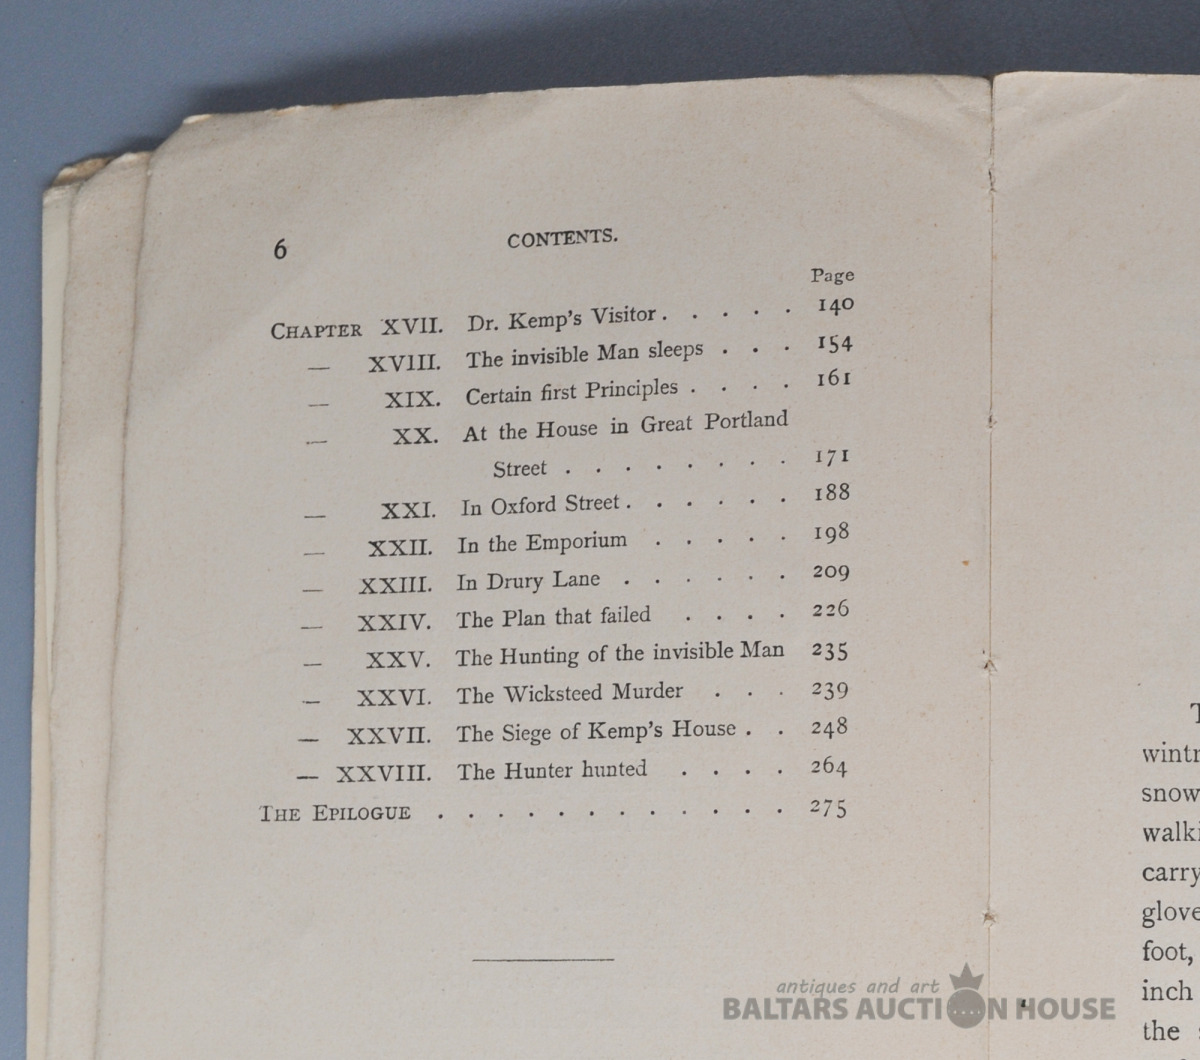 6 CONTENTS.
Page
CHAPTER XVII. Dr. Kemp's Visitor . . . . . 140
— XVIII. The invisible Man sleeps . . . 154
— XIX. Certain first Principles . . . . 161
— XX. At the House in Great Portland
Street . . . . . . . . 171
— XXI. In Oxford Street . . . . . . 188
— XXII. In the Emporium . . . . . 198
— XXIII. In Drury Lane . . . . . . 209
— XXIV. The Plan that failed . . . . 226
— XXV. The Hunting of the invisible Man 235
— XXVI. The Wicksteed Murder . . . 239
— XXVII. The Siege of Kemp's House . . 248
— XXVIII. The Hunter hunted . . . . 264
THE EPILOGUE . . . . . . . . . . . . 275
snow
carry
foot,
inch
the
antiques and art
BALTARS AUCTION HOUSE